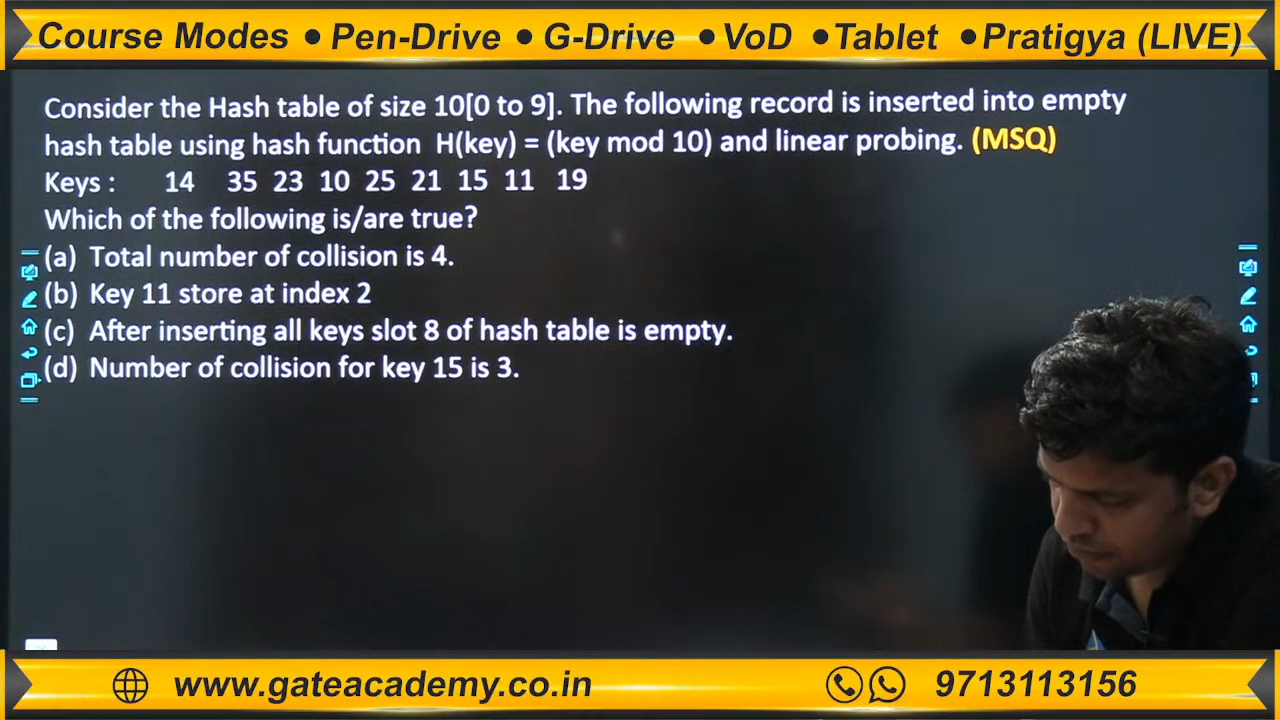 Course Modes ● Pen-Drive ● G-Drive ● VoD ● Tablet ● Pratigya (LIVE)
Consider the Hash table of size 10[0 to 9]. The following record is inserted into empty
hash table using hash function H(key) = (key mod 10) and linear probing. (MSQ)
Keys : 14 35 23 10 25 21 15 11 19
Which of the following is/are true?
(a) Total number of collision is 4.
(b) Key 11 store at index 2
(c) After inserting all keys slot 8 of hash table is empty.
(d) Number of collision for key 15 is 3.
www.gateacademy.co.in 9713113156